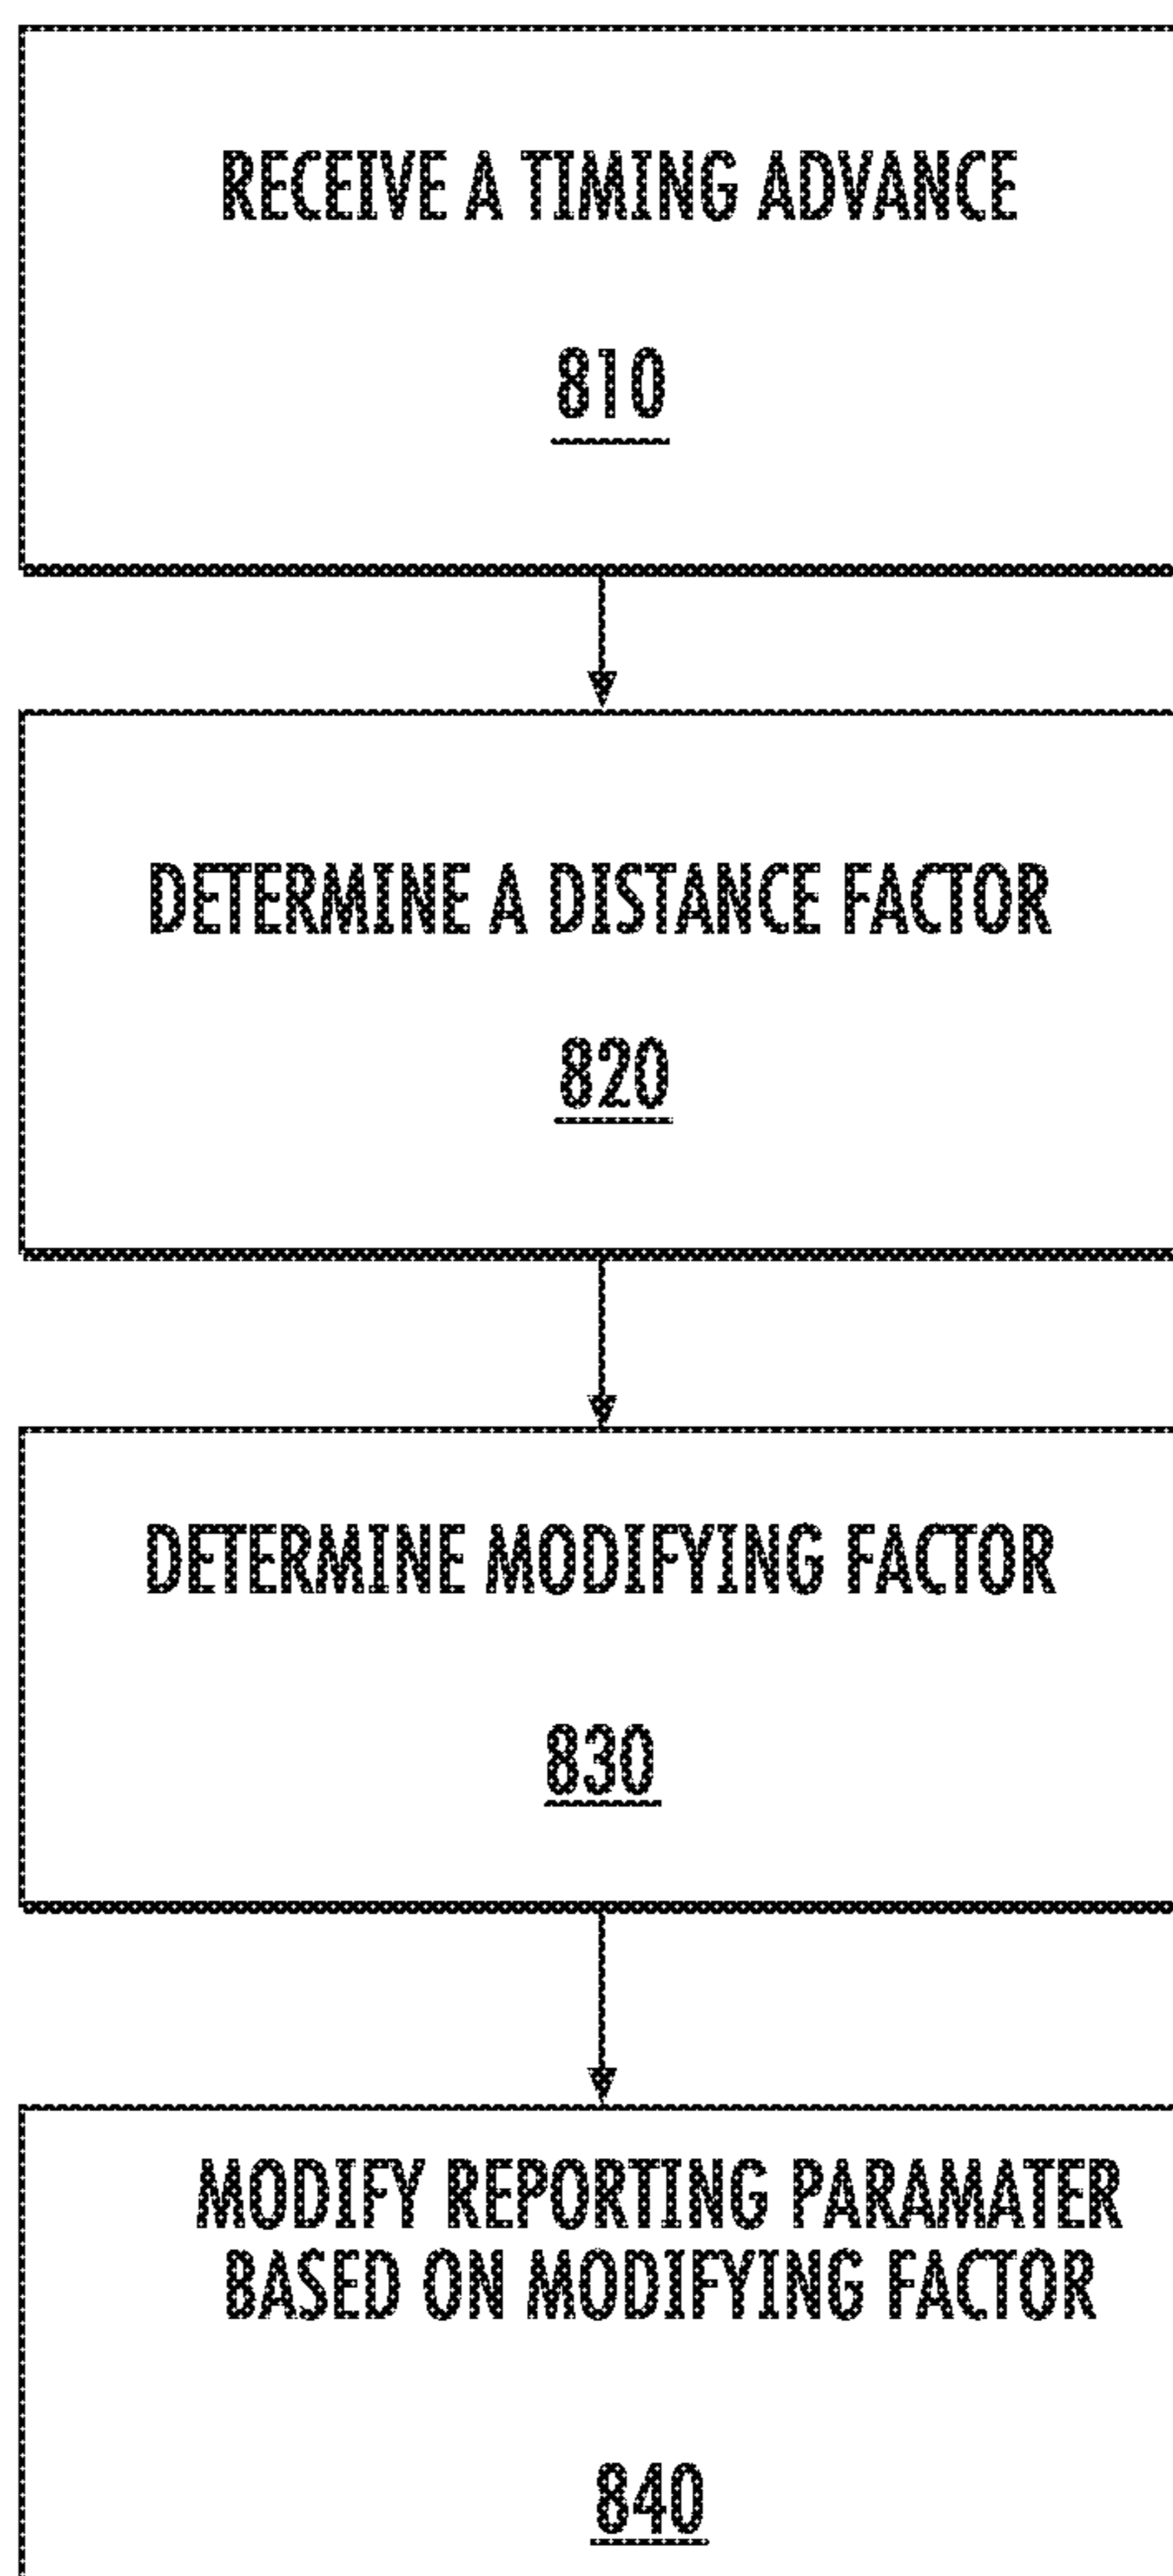 RECEIVE A TIMING ADVANCE
810
DETERMINE A DISTANCE FACTOR
820
DETERMINE MODIFYING FACTOR
830
MODIFY REPORTING PARAMATER
BASED ON MODIFYING FACTOR
840